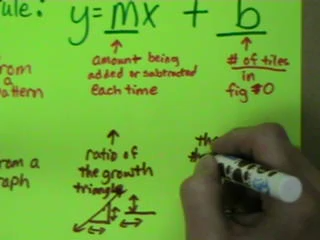 ule: y=mx + b
amount being
added or subtracted
each time
# of tiles
in
fig #0
rom
a
attern
ratio of
the growth
triangle
rom a
raph
the